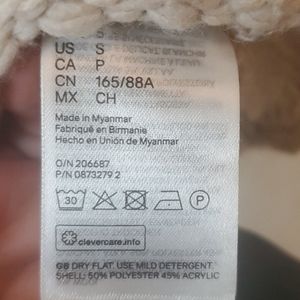 S
US S
CA P
CN 165/88A
MX CH
Made in Myanmar
Fabriqué en Birmanie
Hecho en Unión de Myanmar
O/N 206687
P/N 0873279 2
30
P
clevercare.info
GB DRY FLAT. USE MILD DETERGENT.
SHELL: 50% POLYESTER 45% ACRYLIC